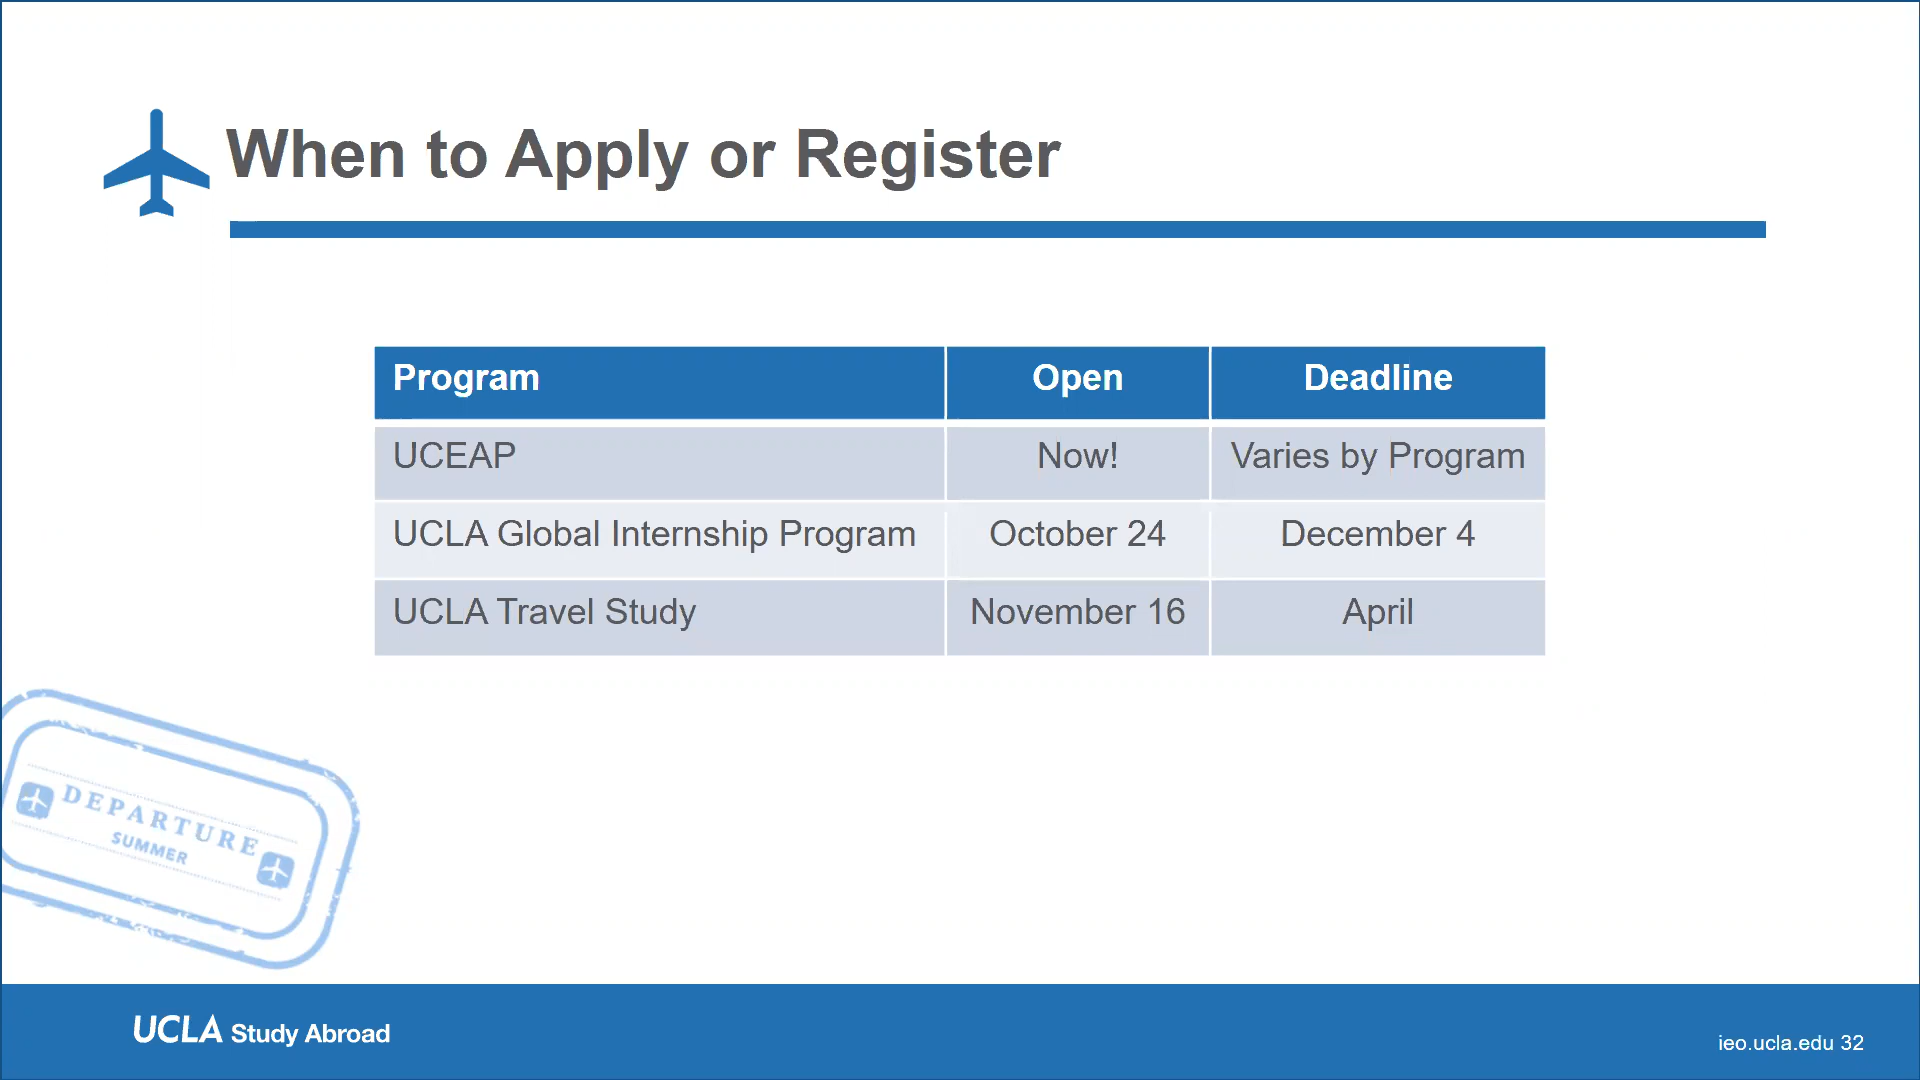 When to Apply or Register
Program Open Deadline
UCEAP Now! Varies by Program
UCLA Global Internship Program October 24 December 4
UCLA Travel Study November 16 April
DEPARTURE
SUMMER
UCLA Study Abroad
ieo.ucla.edu 32